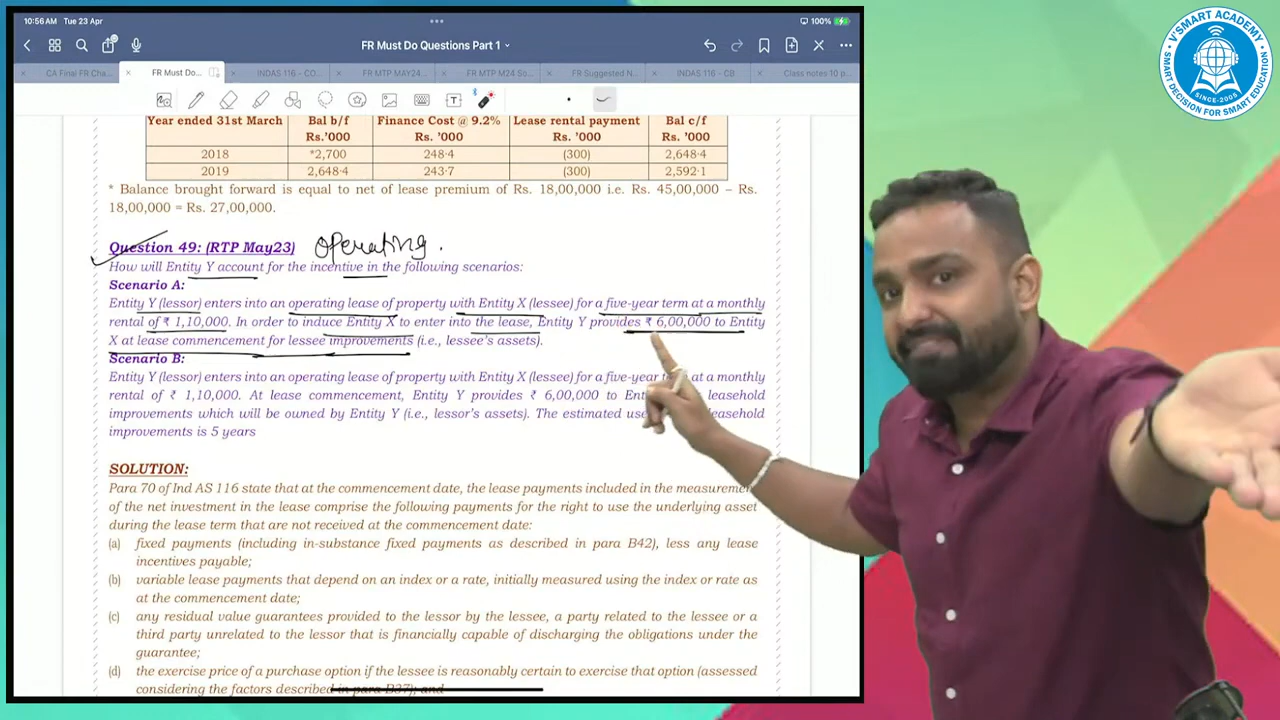 10:56 AM Tue 23 Apr
100%
FR Must Do Questions Part 1
CA Final FR Cha...
FR Must Do...
INDAS 116 - CO...
FR MTP MAY24...
FR MTP M24 So...
FR Suggested N...
INDAS 116 - CB
Class notes 10 p...
Year ended 31st March Bal b/f Finance Cost @ 9.2% Lease rental payment Bal c/f
Rs.'000 Rs. '000 Rs. '000 Rs. '000
2018 *2,700 248·4 (300) 2,648·4
2019 2,648·4 243·7 (300) 2,592·1
* Balance brought forward is equal to net of lease premium of Rs. 18,00,000 i.e. Rs. 45,00,000 – Rs.
18,00,000 = Rs. 27,00,000.
Question 49: (RTP May23) operating.
How will Entity Y account for the incentive in the following scenarios:
Scenario A:
Entity Y (lessor) enters into an operating lease of property with Entity X (lessee) for a five-year term at a monthly
rental of ₹ 1,10,000. In order to induce Entity X to enter into the lease, Entity Y provides ₹ 6,00,000 to Entity
X at lease commencement for lessee improvements (i.e., lessee's assets).
Scenario B:
Entity Y (lessor) enters into an operating lease of property with Entity X (lessee) for a five-year at a monthly
rental of ₹ 1,10,000. At lease commencement, Entity Y provides ₹ 6,00,000 to leasehold
improvements which will be owned by Entity Y (i.e., lessor's assets). The estimated leasehold
improvements is 5 years
SOLUTION:
Para 70 of Ind AS 116 state that at the commencement date, the lease payments included in the
of the net investment in the lease comprise the following payments for the right to use the underlying asset
during the lease term that are not received at the commencement date:
(a) fixed payments (including in-substance fixed payments as described in para B42), less any lease
incentives payable;
(b) variable lease payments that depend on an index or a rate, initially measured using the index or rate as
at the commencement date;
(c) any residual value guarantees provided to the lessor by the lessee, a party related to the lessee or a
third party unrelated to the lessor that is financially capable of discharging the obligations under the
guarantee;
(d) the exercise price of a purchase option if the lessee is reasonably certain to exercise that option (assessed
considering the factors described in para B37); and
V'SMART ACADEMY
SINCE-2005
SMART DECISION FOR SMART EDUCATION